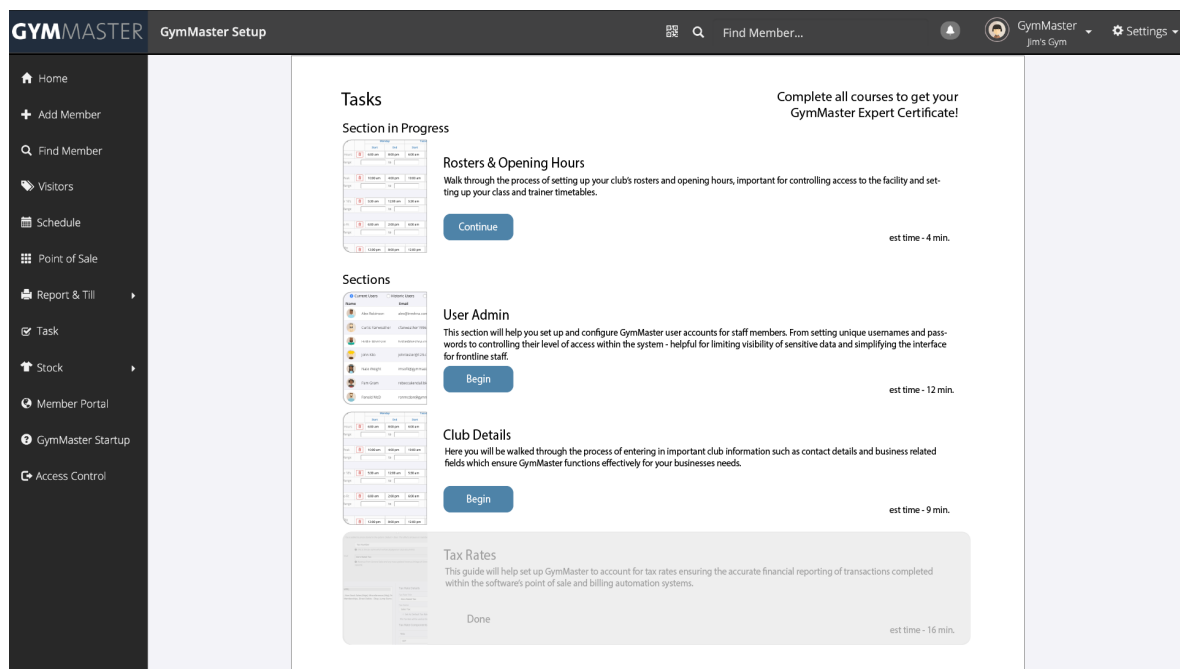 GYMMASTER
GymMaster Setup
Find Member...
GymMaster
Jim's Gym
Settings
Home
Add Member
Find Member
Visitors
Schedule
Point of Sale
Report & Till
Task
Stock
Member Portal
GymMaster Startup
Access Control
Tasks
Complete all courses to get your
GymMaster Expert Certificate!
Section in Progress
Rosters & Opening Hours
Walk through the process of setting up your club's rosters and opening hours, important for controlling access to the facility and set-
ting up your class and trainer timetables.
Continue
est time - 4 min.
Sections
Current Users
Historic Users
Name
Email
User Admin
This section will help you set up and configure GymMaster user accounts for staff members. From setting unique usernames and pass-
words to controlling their level of access within the system - helpful for limiting visibility of sensitive data and simplifying the interface
for frontline staff.
Begin
est time - 12 min.
Club Details
Here you will be walked through the process of entering in important club information such as contact details and business related
fields which ensure GymMaster functions effectively for your businesses needs.
Begin
est time - 9 min.
Tax Rates
This guide will help set up GymMaster to account for tax rates ensuring the accurate financial reporting of transactions completed
within the software's point of sale and billing automation systems.
Done
est time - 16 min.